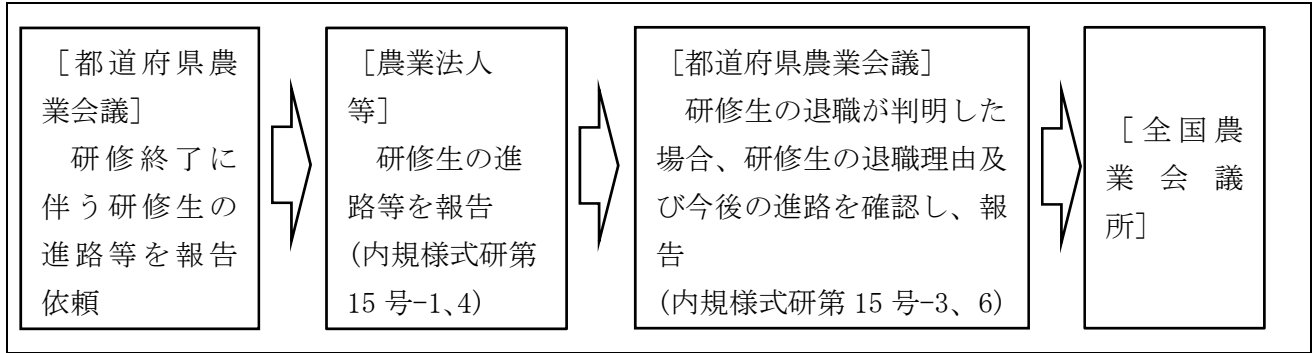 ［都道府県農
業会議］
研修終了に
伴う研修生の
進路等を報告
依頼
［農業法人
等］
研修生の進
路等を報告
(内規様式研第
15 号-1、4)
［都道府県農業会議］
研修生の退職が判明した
場合、研修生の退職理由及
び今後の進路を確認し、報
告
(内規様式研第 15 号-3、6)
［全国農
業会議
所］